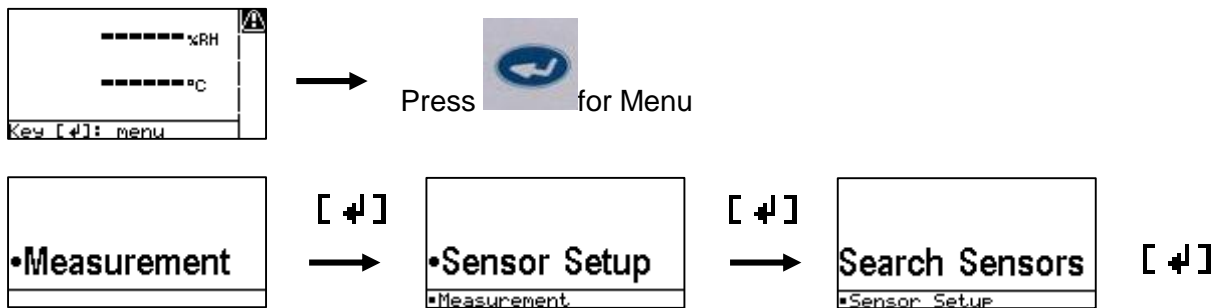 ------%RH
------°C
Key [↲]: menu
Press for Menu
[↲] [↲]
•Measurement •Sensor Setup Search Sensors [↲]
•Measurement •Sensor Setup